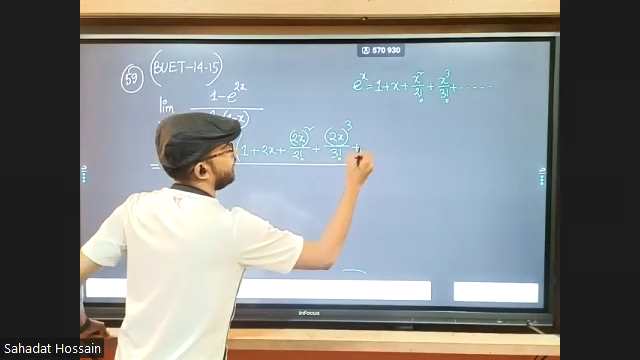 570 930
59 (BUET-14-15)
e^x = 1 + x + x²/2! + x³/3! + ......
lim (1 - e^2x)
= (1 + 2x + (2x)²/2! + (2x)³/3! +
InFocus
Sahadat Hossain